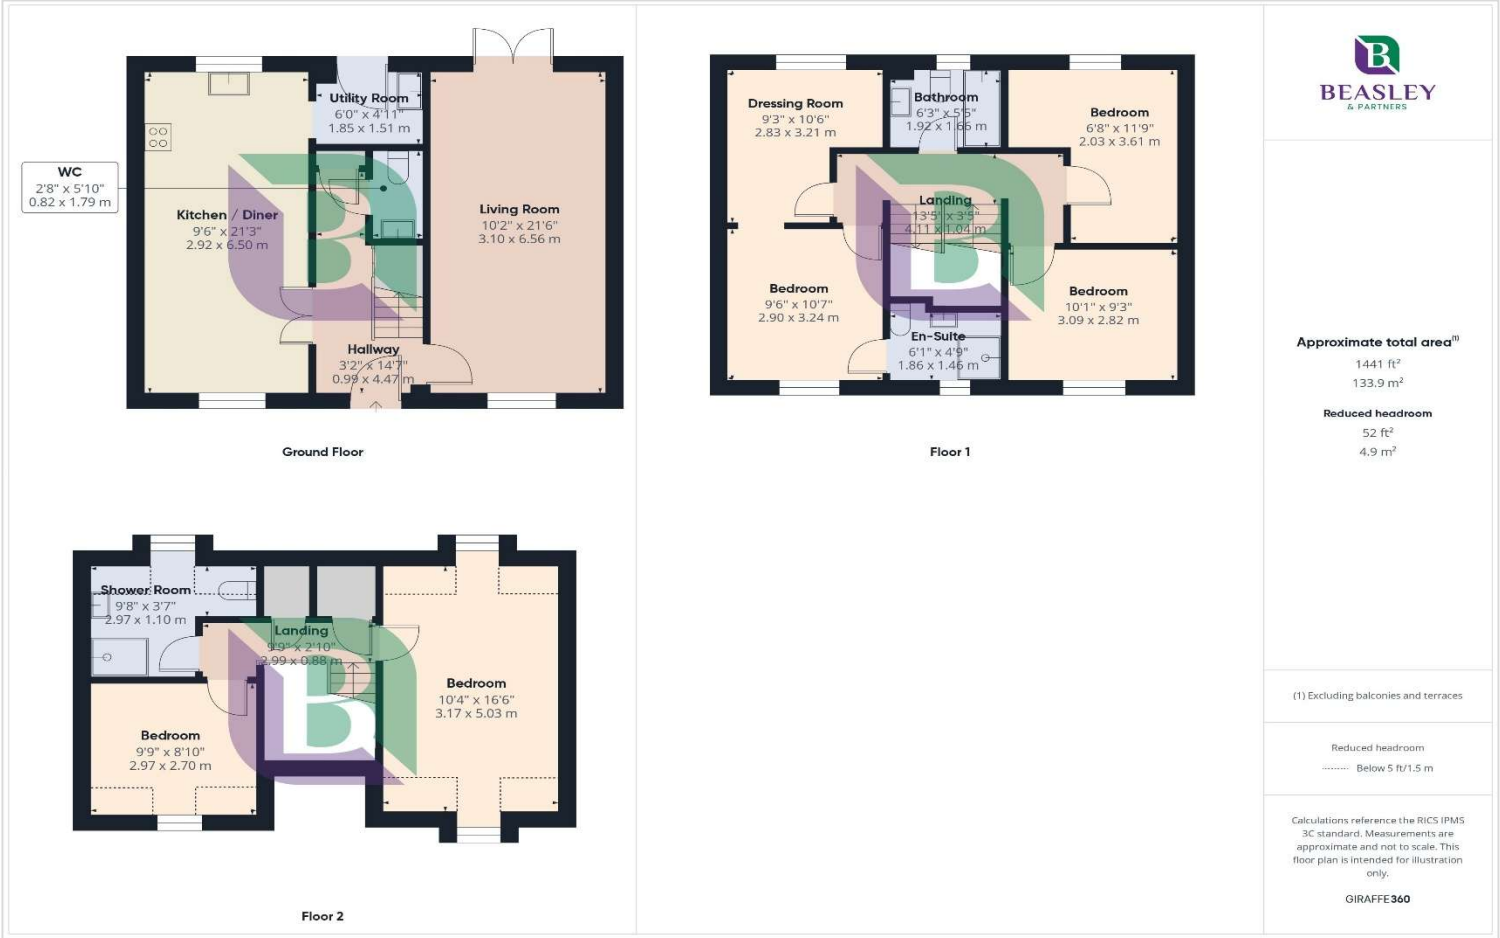 Utility Room
6'0" x 4'11"
1.85 x 1.51 m
WC
2'8" x 5'10"
0.82 x 1.79 m
Kitchen / Diner
9'6" x 21'3"
2.92 x 6.50 m
Living Room
10'2" x 21'6"
3.10 x 6.56 m
Hallway
3'2" x 14'7"
0.99 x 4.47 m
Ground Floor
Dressing Room
9'3" x 10'6"
2.83 x 3.21 m
Bathroom
6'3" x 5'5"
1.92 x 1.66 m
Bedroom
6'8" x 11'9"
2.03 x 3.61 m
Landing
13'5" x 3'5"
4.11 x 1.04 m
Bedroom
9'6" x 10'7"
2.90 x 3.24 m
Bedroom
10'1" x 9'3"
3.09 x 2.82 m
En-Suite
6'1" x 4'9"
1.86 x 1.46 m
Floor 1
Shower Room
9'8" x 3'7"
2.97 x 1.10 m
Landing
9'9" x 2'10"
2.99 x 0.88 m
Bedroom
10'4" x 16'6"
3.17 x 5.03 m
Bedroom
9'9" x 8'10"
2.97 x 2.70 m
Floor 2
B
BEASLEY
& PARTNERS
Approximate total area(1)
1441 ft²
133.9 m²
Reduced headroom
52 ft²
4.9 m²
(1) Excluding balconies and terraces
Reduced headroom
Below 5 ft/1.5 m
Calculations reference the RICS IPMS
3C standard. Measurements are
approximate and not to scale. This
floor plan is intended for illustration
only.
GIRAFFE360